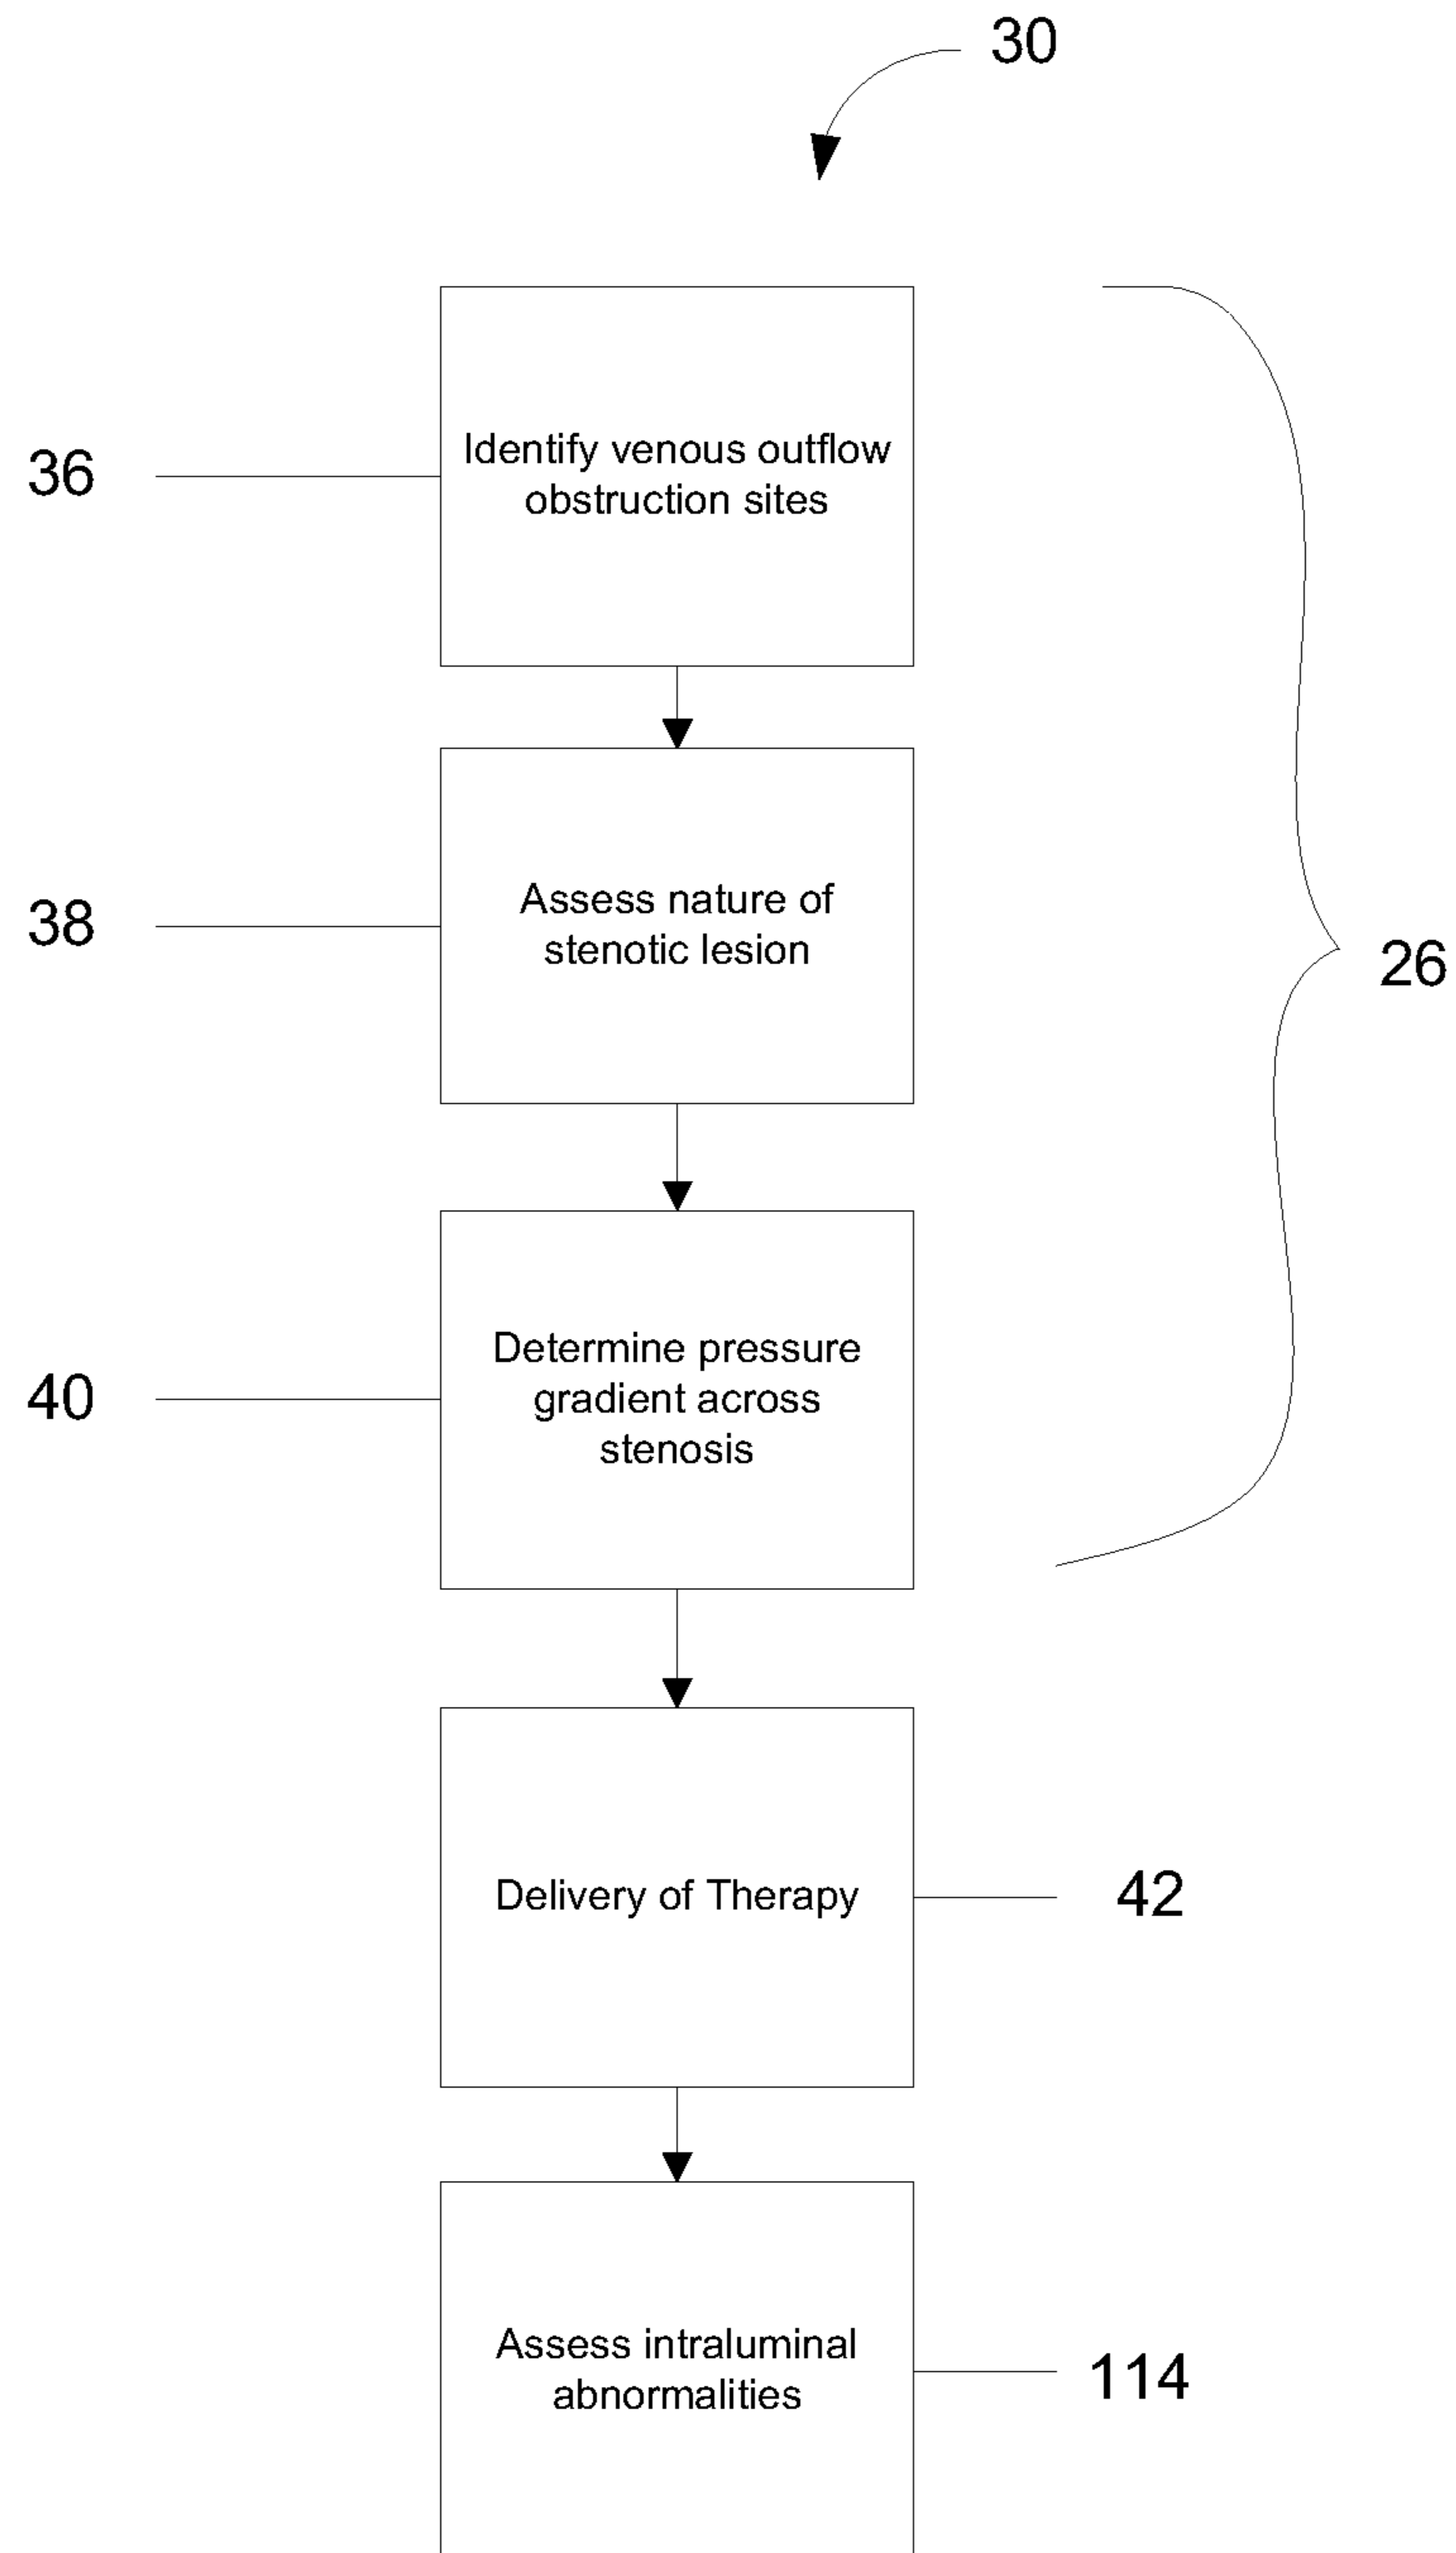 30
36
Identify venous outflow
obstruction sites
38
Assess nature of
stenotic lesion
26
40
Determine pressure
gradient across
stenosis
Delivery of Therapy
42
Assess intraluminal
abnormalities
114